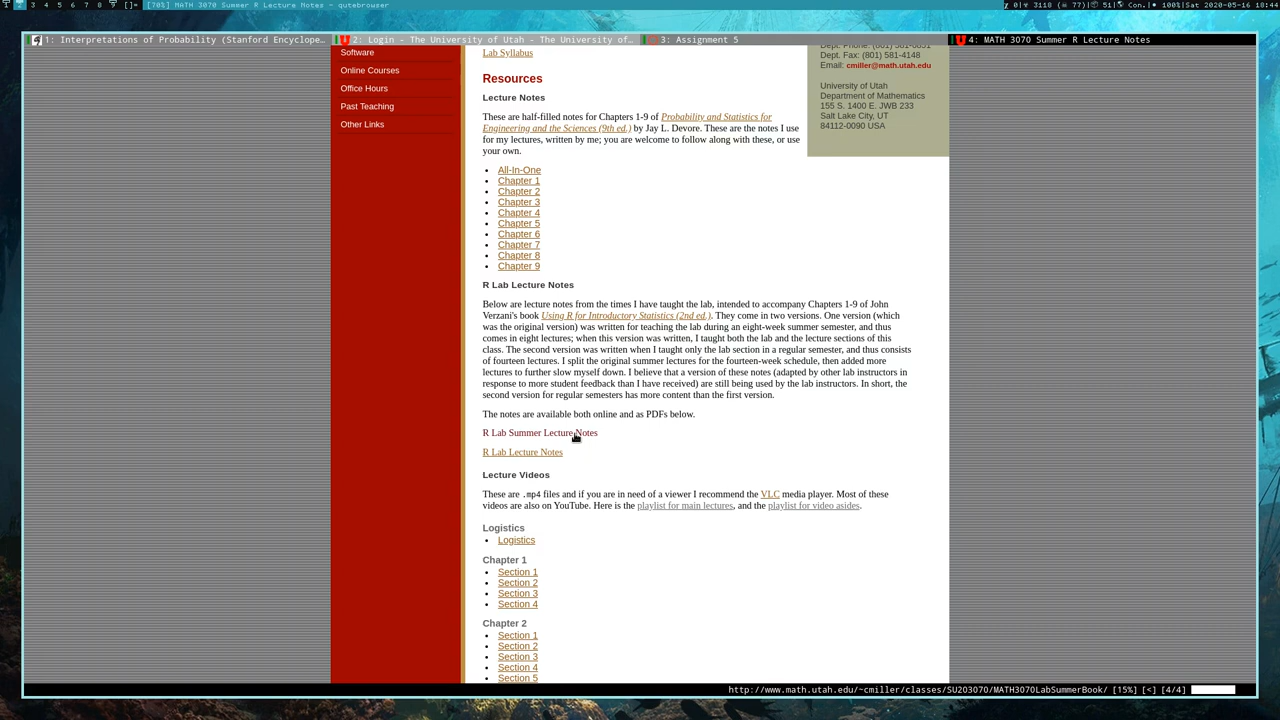 2 3 4 5 6 7 8 []= [70%] MATH 3070 Summer R Lecture Notes - qutebrowser
0| 3118 ( 77)| 51| Con.| 100%|Sat 2020-05-16 18:44
1: Interpretations of Probability (Stanford Encyclope…
2: Login - The University of Utah - The University of…
3: Assignment 5
4: MATH 3070 Summer R Lecture Notes
Software
Online Courses
Office Hours
Past Teaching
Other Links
Dept. Fax: (801) 581-4148
Email: cmiller@math.utah.edu
University of Utah
Department of Mathematics
155 S. 1400 E. JWB 233
Salt Lake City, UT
84112-0090 USA
Lab Syllabus
Resources
Lecture Notes
These are half-filled notes for Chapters 1-9 of Probability and Statistics for
Engineering and the Sciences (9th ed.) by Jay L. Devore. These are the notes I use
for my lectures, written by me; you are welcome to follow along with these, or use
your own.
All-In-One
Chapter 1
Chapter 2
Chapter 3
Chapter 4
Chapter 5
Chapter 6
Chapter 7
Chapter 8
Chapter 9
R Lab Lecture Notes
Below are lecture notes from the times I have taught the lab, intended to accompany Chapters 1-9 of John
Verzani's book Using R for Introductory Statistics (2nd ed.). They come in two versions. One version (which
was the original version) was written for teaching the lab during an eight-week summer semester, and thus
comes in eight lectures; when this version was written, I taught both the lab and the lecture sections of this
class. The second version was written when I taught only the lab section in a regular semester, and thus consists
of fourteen lectures. I split the original summer lectures for the fourteen-week schedule, then added more
lectures to further slow myself down. I believe that a version of these notes (adapted by other lab instructors in
response to more student feedback than I have received) are still being used by the lab instructors. In short, the
second version for regular semesters has more content than the first version.
The notes are available both online and as PDFs below.
R Lab Summer Lecture Notes
R Lab Lecture Notes
Lecture Videos
These are .mp4 files and if you are in need of a viewer I recommend the VLC media player. Most of these
videos are also on YouTube. Here is the playlist for main lectures, and the playlist for video asides.
Logistics
Logistics
Chapter 1
Section 1
Section 2
Section 3
Section 4
Chapter 2
Section 1
Section 2
Section 3
Section 4
Section 5
http://www.math.utah.edu/~cmiller/classes/SU203070/MATH3070LabSummerBook/ [15%] [<] [4/4]